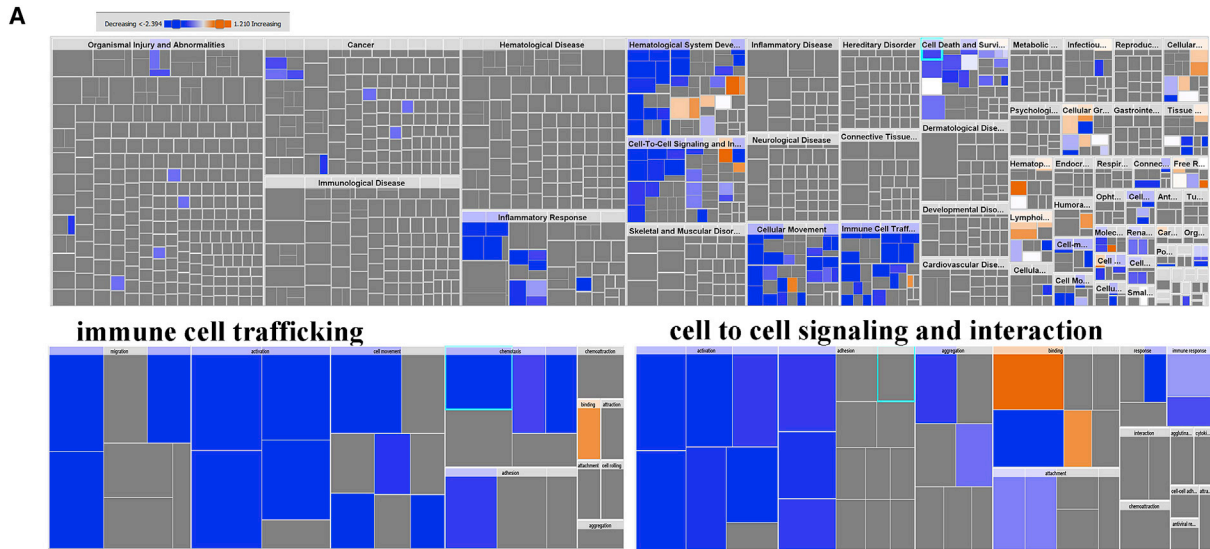 A
Decreasing <-2.394 1.210 Increasing
Organismal Injury and Abnormalities
Cancer
Hematological Disease
Hematological System Deve...
Inflammatory Disease
Hereditary Disorder
Cell Death and Survi...
Metabolic ...
Infectiou...
Reproduc...
Cellular...
Psychologi...
Cellular Gr...
Gastrointe...
Tissue ...
Cell-To-Cell Signaling and In...
Neurological Disease
Connective Tissue...
Dermatological Dise...
Hematop...
Endocr...
Respir...
Connec...
Free R...
Immunological Disease
Inflammatory Response
Skeletal and Muscular Disor...
Cellular Movement
Immune Cell Traff...
Developmental Diso...
Cardiovascular Dise...
Lymphoi...
Humora...
Opht...
Cell...
Ant...
Tu...
Cell-m...
Molec...
Rena...
Car...
Org...
Cellula...
Cell Mo...
Cell ...
Cell...
Po...
Cellu...
Smal...
immune cell trafficking
cell to cell signaling and interaction
migration
activation
cell movement
chemotaxis
chemoattraction
binding
attraction
adhesion
attachment
cell rolling
aggregation
activation
adhesion
aggregation
binding
response
immune response
interaction
agglutina...
cytoki...
attachment
cell-cell adh...
attra...
chemoattraction
antiviral re...